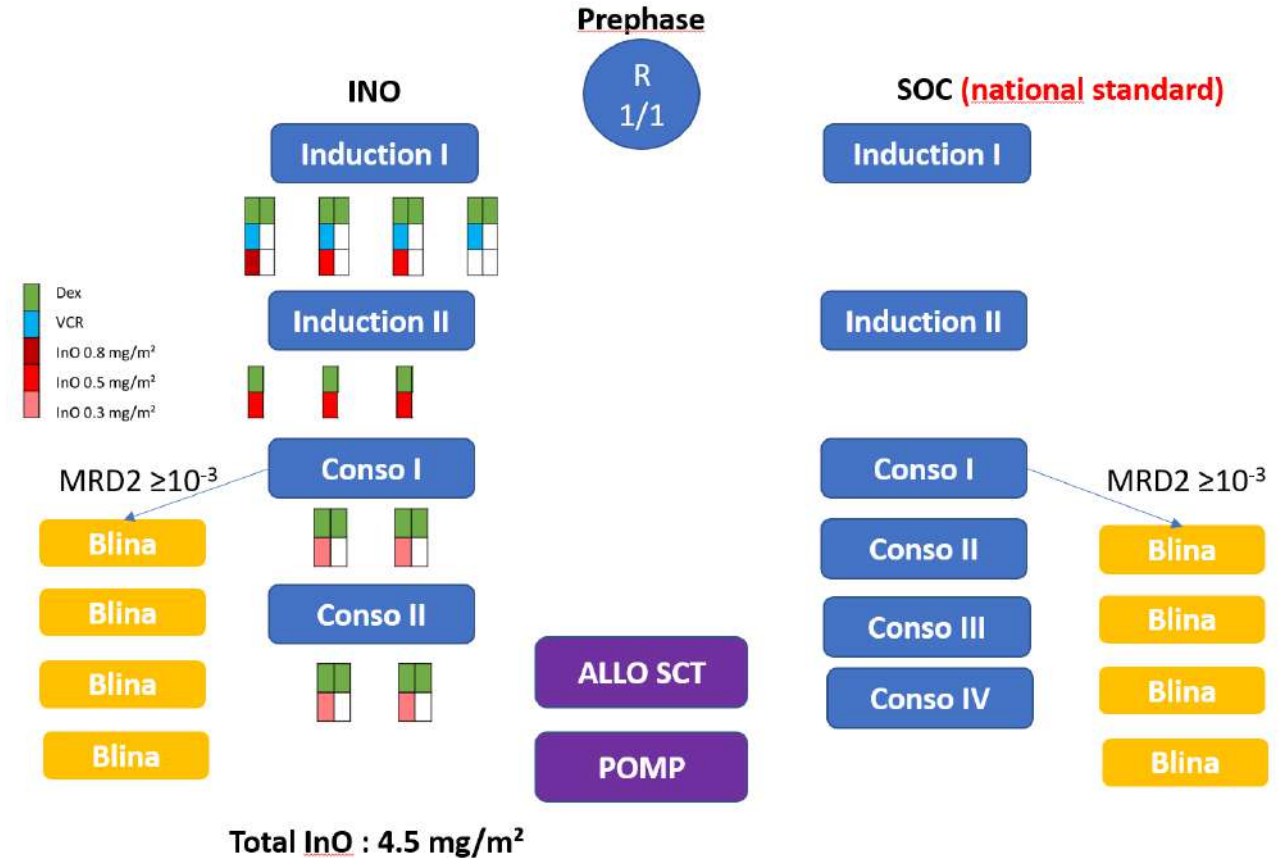 Prephase
R
1/1
INO
SOC (national standard)
Induction I
Induction I
Dex
VCR
InO 0.8 mg/m²
InO 0.5 mg/m²
InO 0.3 mg/m²
Induction II
Induction II
MRD2 ≥10⁻³
Conso I
Conso I
MRD2 ≥10⁻³
Blina
Blina
Blina
Blina
Conso II
ALLO SCT
POMP
Conso II
Conso III
Conso IV
Blina
Blina
Blina
Blina
Total InO : 4.5 mg/m²